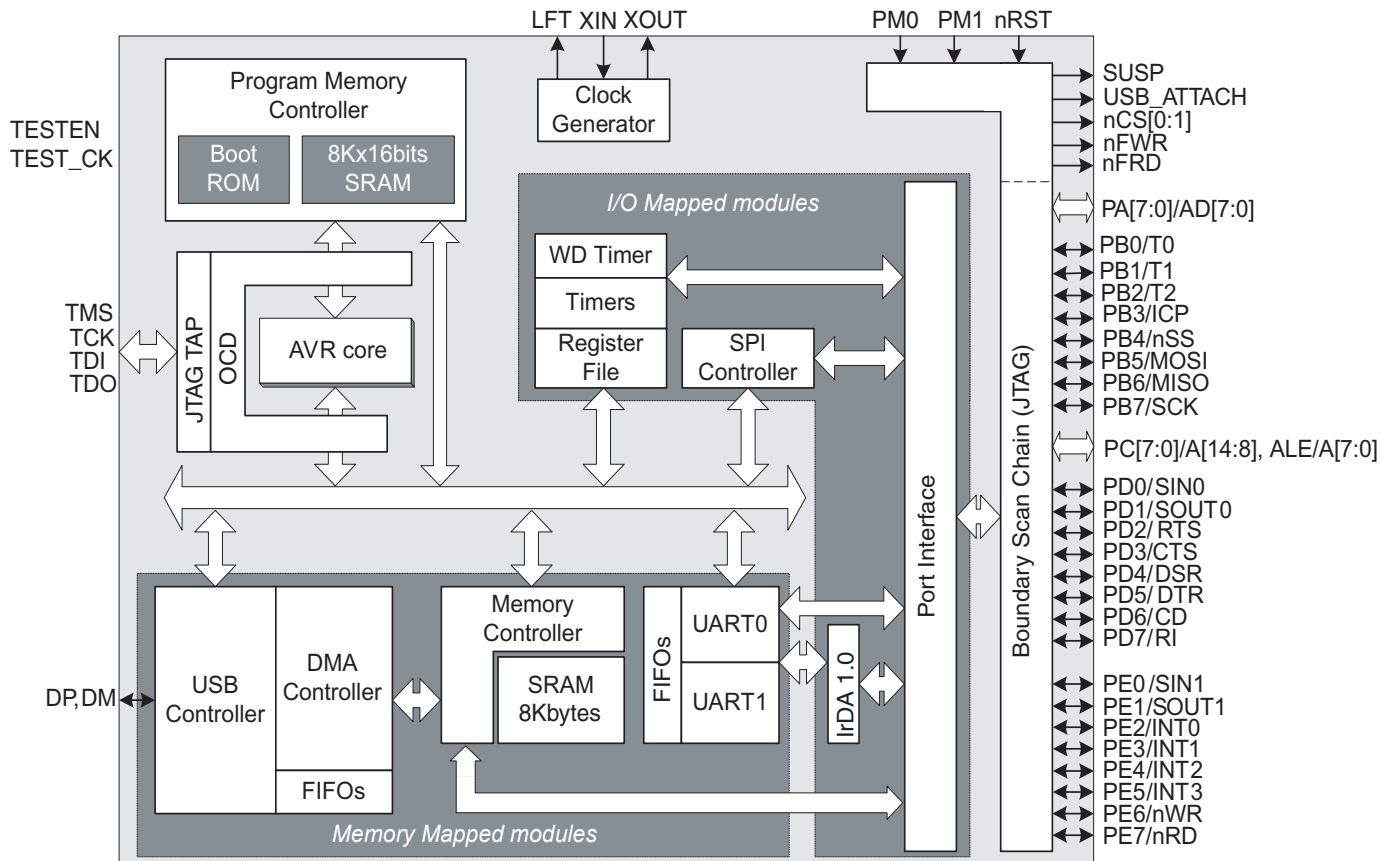 LFT XIN XOUT
PM0 PM1 nRST
Program Memory
Controller
Boot
ROM
8Kx16bits
SRAM
Clock
Generator
TESTEN
TEST_CK
SUSP
USB_ATTACH
nCS[0:1]
nFWR
nFRD
I/O Mapped modules
WD Timer
Timers
Register
File
SPI
Controller
TMS
TCK
TDI
TDO
JTAG TAP
OCD
AVR core
Port Interface
Boundary Scan Chain (JTAG)
PA[7:0]/AD[7:0]
PB0/T0
PB1/T1
PB2/T2
PB3/ICP
PB4/nSS
PB5/MOSI
PB6/MISO
PB7/SCK
PC[7:0]/A[14:8], ALE/A[7:0]
PD0/SIN0
PD1/SOUT0
PD2/ RTS
PD3/CTS
PD4/DSR
PD5/ DTR
PD6/CD
PD7/RI
PE0/SIN1
PE1/SOUT1
PE2/INT0
PE3/INT1
PE4/INT2
PE5/INT3
PE6/nWR
PE7/nRD
DP,DM
USB
Controller
DMA
Controller
FIFOs
Memory
Controller
SRAM
8Kbytes
FIFOs
UART0
UART1
IrDA 1.0
Memory Mapped modules